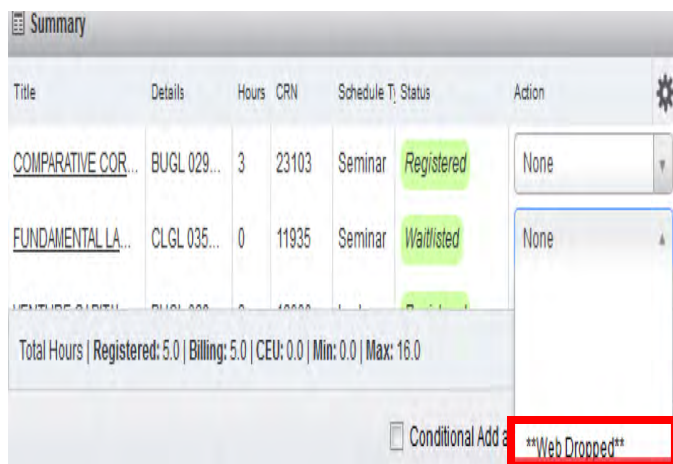 Summary
Title Details Hours CRN Schedule Ty Status Action
COMPARATIVE COR... BUGL 029... 3 23103 Seminar Registered None
FUNDAMENTAL LA... CLGL 035... 0 11935 Seminar Waitlisted None
Total Hours | Registered: 5.0 | Billing: 5.0 | CEU: 0.0 | Min: 0.0 | Max: 16.0
Conditional Add a
**Web Dropped**